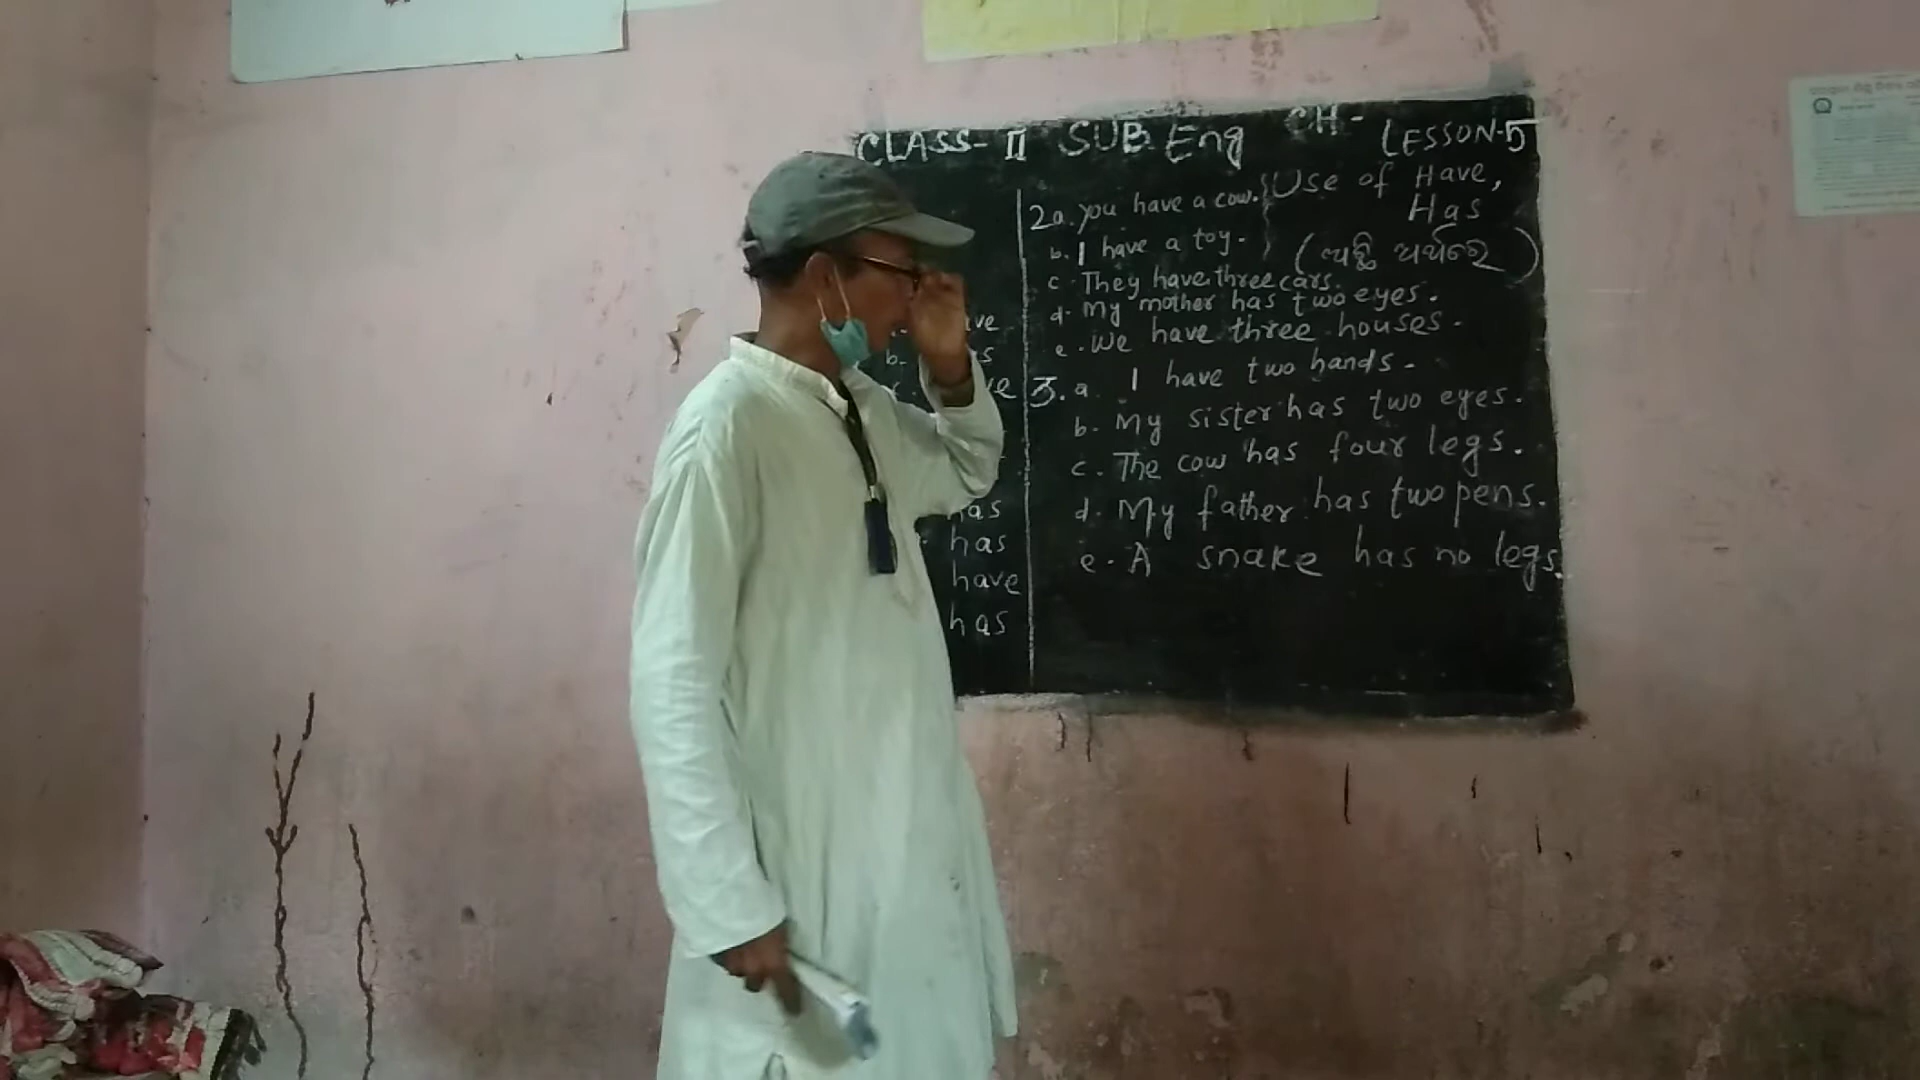 CLASS- II SUB Eng CH- LESSON-5
Use of Have,
Has
ଅର୍ଥରେ )
2a. you have a cow.
b. I have a toy.
c. They have three cars.
d. My mother has two eyes.
e. We have three houses.
3. a. I have two hands.
b. My sister has two eyes.
c. The cow has four legs.
d. My father has two pens.
e. A snake has no legs.
b.
has
has
have
has